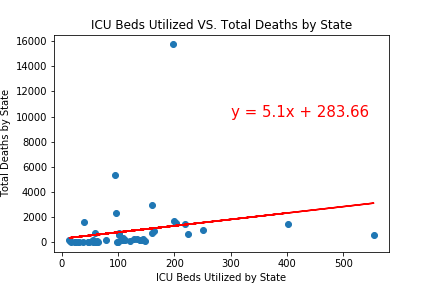 ICU Beds Utilized VS. Total Deaths by State
16000
14000
12000
10000
8000
6000
4000
2000
0
Total Deaths by State
y = 5.1x + 283.66
0 100 200 300 400 500
ICU Beds Utilized by State